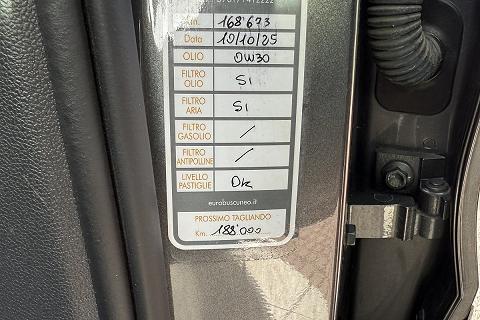 Km. 168'673
Data 10/10/25
OLIO 0W30
FILTRO OLIO Si
FILTRO ARIA Si
FILTRO GASOLIO /
FILTRO ANTIPOLLINE /
LIVELLO PASTIGLIE Ok
eurobuscuneo.it
PROSSIMO TAGLIANDO
Km. 188'000